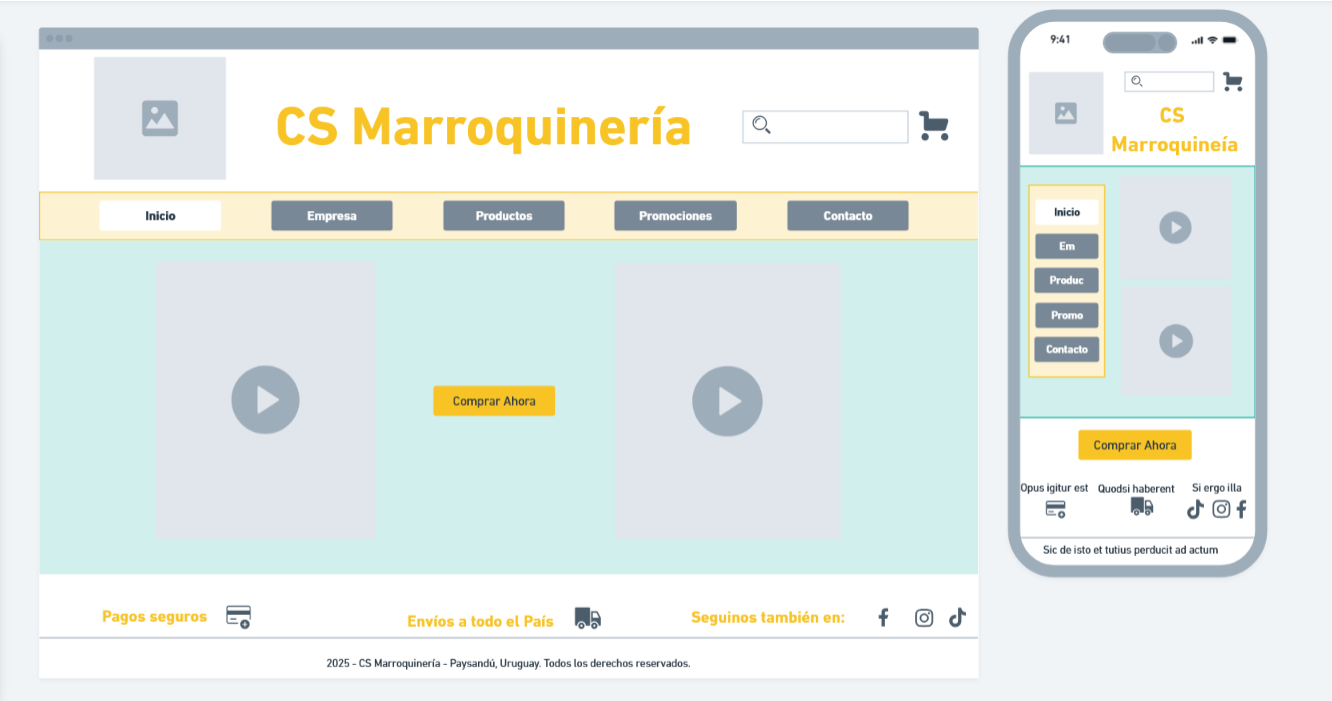 CS Marroquinería
Inicio
Empresa
Productos
Promociones
Contacto
Comprar Ahora
Pagos seguros
Envíos a todo el País
Seguinos también en:
2025 - CS Marroquinería - Paysandú, Uruguay. Todos los derechos reservados.
9:41
CS
Marroquineía
Inicio
Em
Produc
Promo
Contacto
Comprar Ahora
Opus igitur est
Quodsi haberent
Si ergo illa
Sic de isto et tutius perducit ad actum